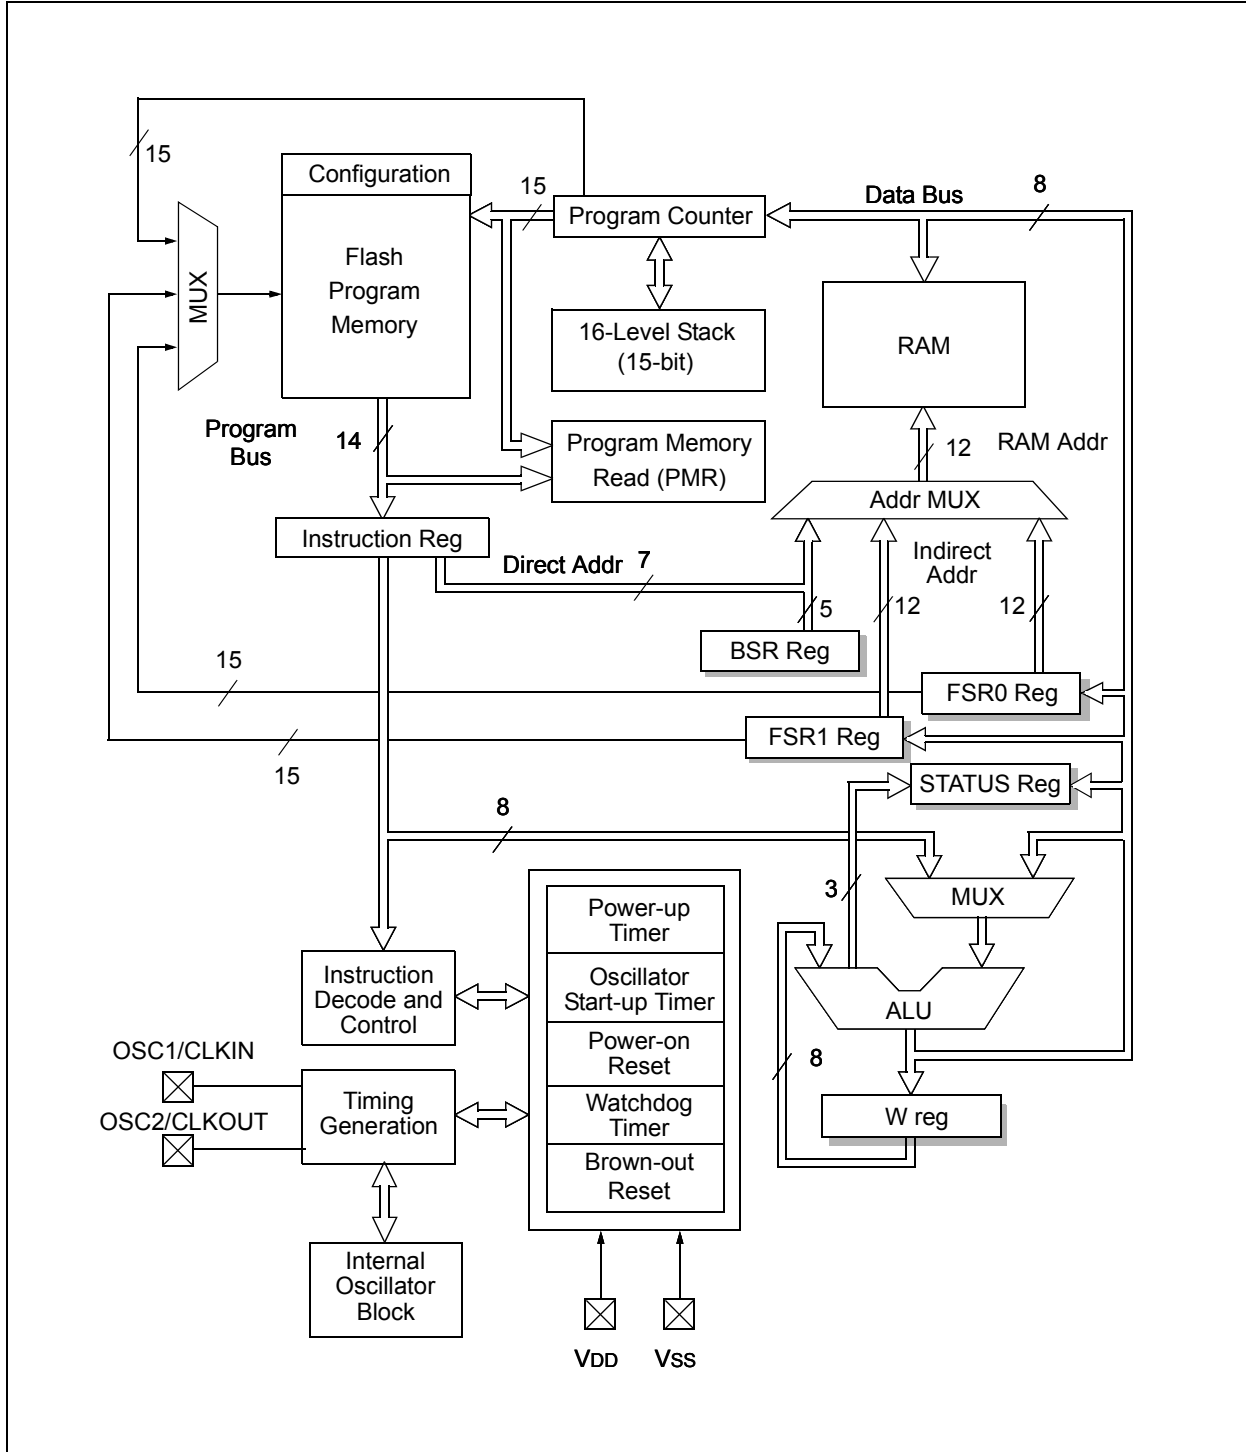 15
Configuration
Flash
Program
Memory
MUX
15
Program Counter
Data Bus
8
16-Level Stack
(15-bit)
RAM
Program
Bus
14
Program Memory
Read (PMR)
12
RAM Addr
Addr MUX
Instruction Reg
Direct Addr
7
Indirect
Addr
5
12
12
BSR Reg
15
FSR0 Reg
FSR1 Reg
15
STATUS Reg
8
3
MUX
Power-up
Timer
Oscillator
Start-up Timer
Power-on
Reset
Watchdog
Timer
Brown-out
Reset
Instruction
Decode and
Control
ALU
8
W reg
OSC1/CLKIN
OSC2/CLKOUT
Timing
Generation
Internal
Oscillator
Block
VDD
VSS